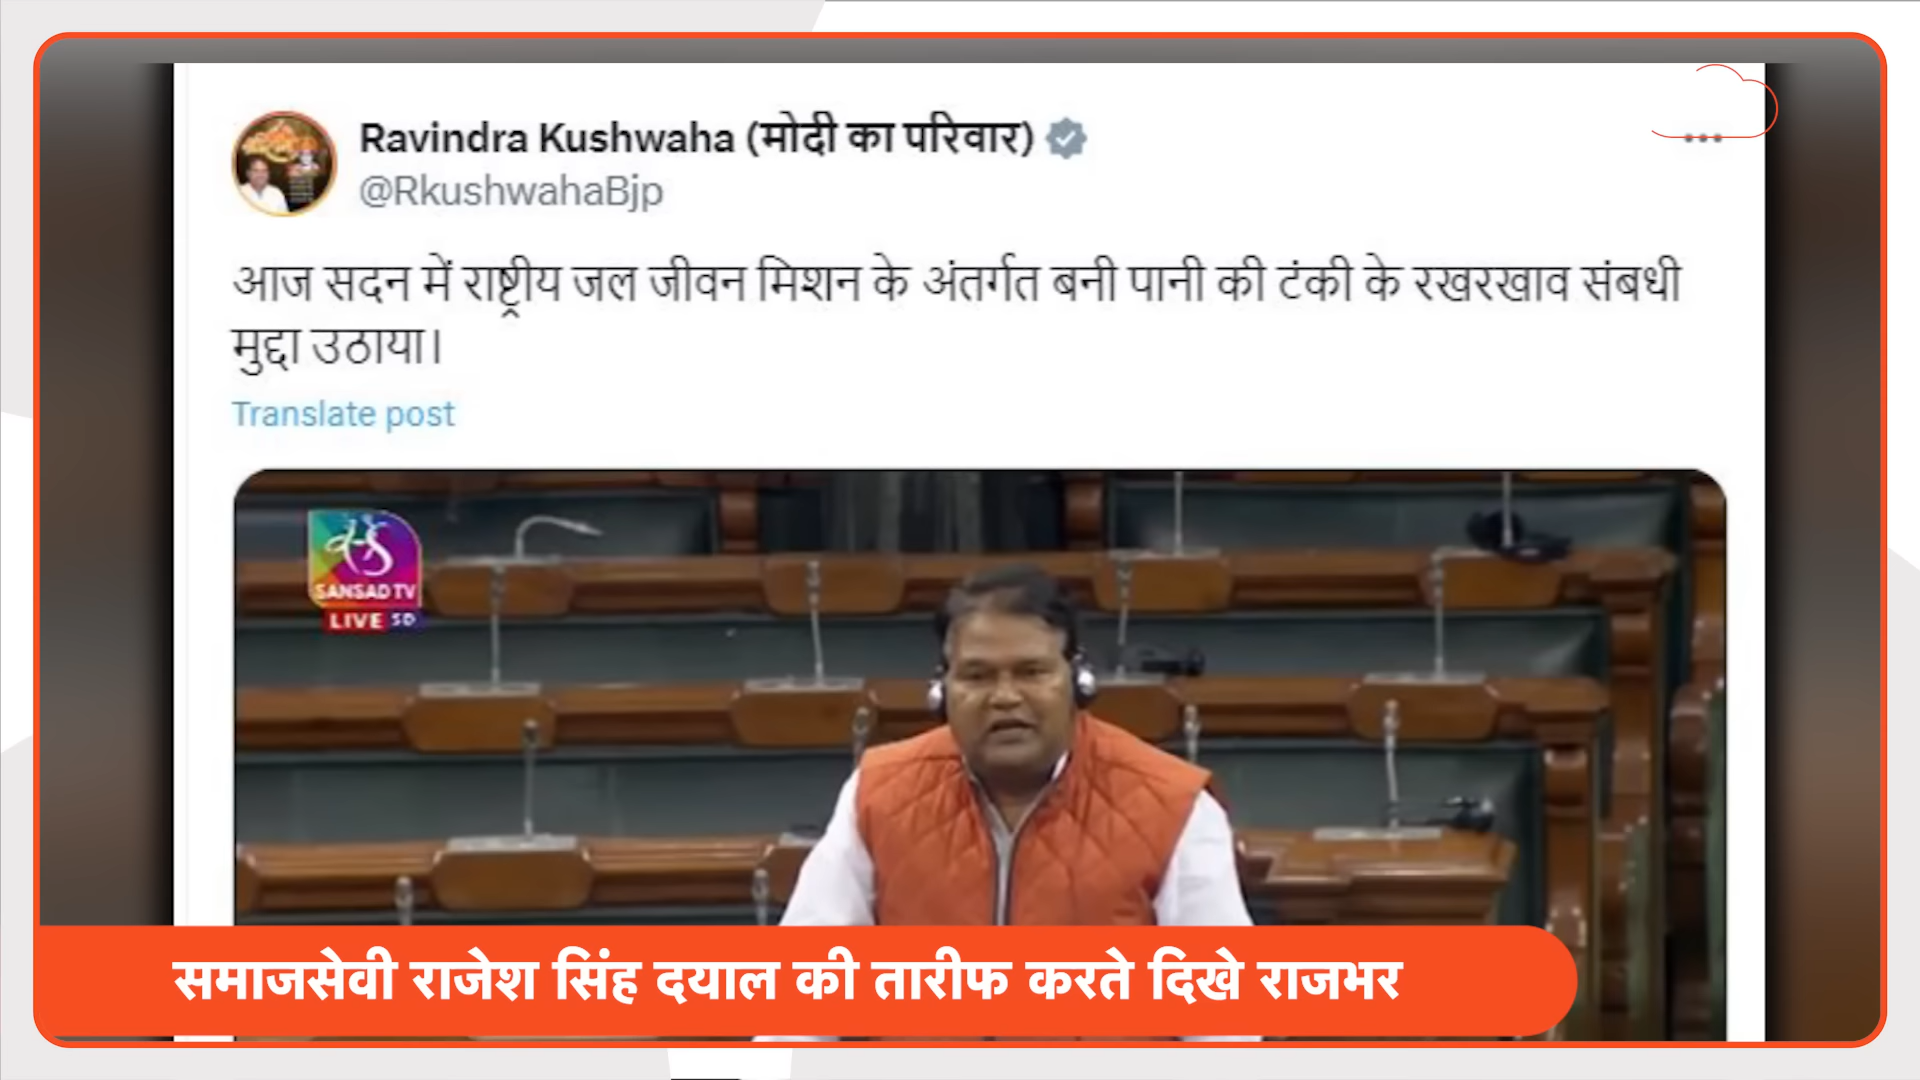 Ravindra Kushwaha (मोदी का परिवार)
@RkushwahaBjp
आज सदन में राष्ट्रीय जल जीवन मिशन के अंतर्गत बनी पानी की टंकी के रखरखाव संबधी
मुद्दा उठाया।
Translate post
SANSAD TV
LIVE SD
समाजसेवी राजेश सिंह दयाल की तारीफ करते दिखे राजभर